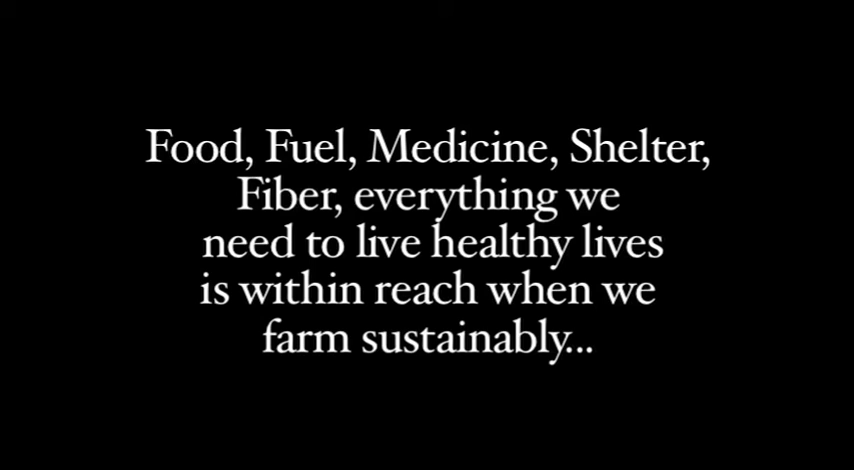 Food, Fuel, Medicine, Shelter,
Fiber, everything we
need to live healthy lives
is within reach when we
farm sustainably...